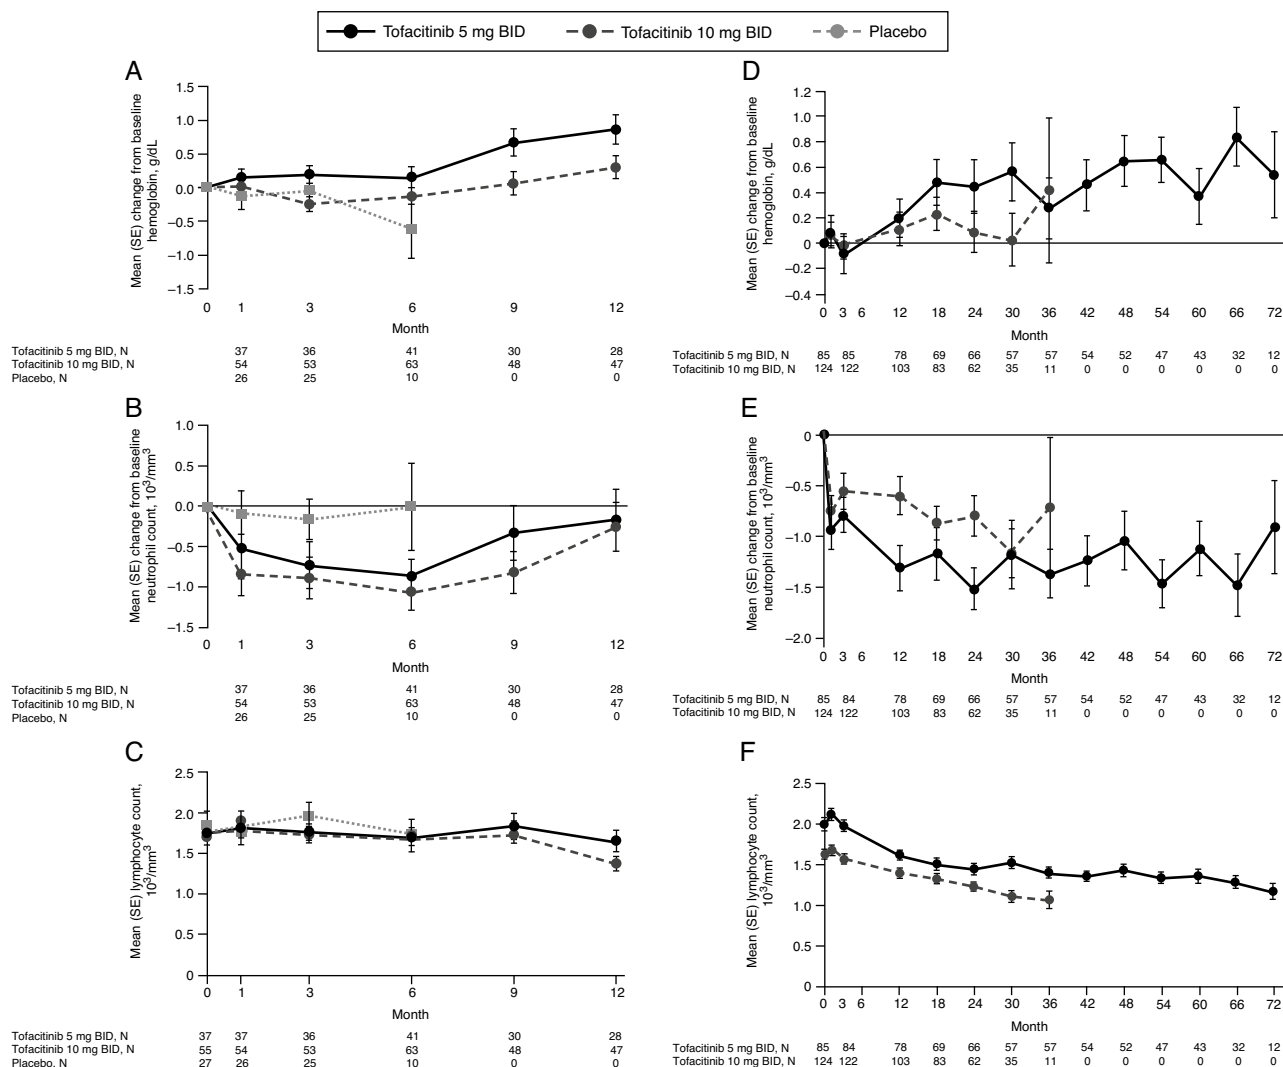 Tofacitinib 5 mg BID Tofacitinib 10 mg BID Placebo
A
Mean (SE) change from baseline
hemoglobin, g/dL
1.5
1.0
0.5
0.0
–0.5
–1.0
–1.5
0 1 3 6 9 12
Month
Tofacitinib 5 mg BID, N 37 36 41 30 28
Tofacitinib 10 mg BID, N 54 53 63 48 47
Placebo, N 26 25 10 0 0
B
Mean (SE) change from baseline
neutrophil count, 10³/mm³
1.0
0.5
0.0
–0.5
–1.0
–1.5
0 1 3 6 9 12
Month
Tofacitinib 5 mg BID, N 37 36 41 30 28
Tofacitinib 10 mg BID, N 54 53 63 48 47
Placebo, N 26 25 10 0 0
C
Mean (SE) lymphocyte count,
10³/mm³
2.5
2.0
1.5
1.0
0.5
0
0 1 3 6 9 12
Month
Tofacitinib 5 mg BID, N 37 37 36 41 30 28
Tofacitinib 10 mg BID, N 55 54 53 63 48 47
Placebo, N 27 26 25 10 0 0
D
Mean (SE) change from baseline
hemoglobin, g/dL
1.2
1.0
0.8
0.6
0.4
0.2
0
–0.2
–0.4
0 3 6 12 18 24 30 36 42 48 54 60 66 72
Month
Tofacitinib 5 mg BID, N 85 85 78 69 66 57 57 54 52 47 43 32 12
Tofacitinib 10 mg BID, N 124 122 103 83 62 35 11 0 0 0 0 0 0
E
Mean (SE) change from baseline
neutrophil count, 10³/mm³
0
–0.5
–1.0
–1.5
–2.0
0 3 6 12 18 24 30 36 42 48 54 60 66 72
Month
Tofacitinib 5 mg BID, N 85 84 78 69 66 57 57 54 52 47 43 32 12
Tofacitinib 10 mg BID, N 124 122 103 83 62 35 11 0 0 0 0 0 0
F
Mean (SE) lymphocyte count,
10³/mm³
2.5
2.0
1.5
1.0
0.5
0
0 3 6 12 18 24 30 36 42 48 54 60 66 72
Month
Tofacitinib 5 mg BID, N 85 84 78 69 66 57 57 54 52 47 43 32 12
Tofacitinib 10 mg BID, N 124 122 103 83 62 35 11 0 0 0 0 0 0